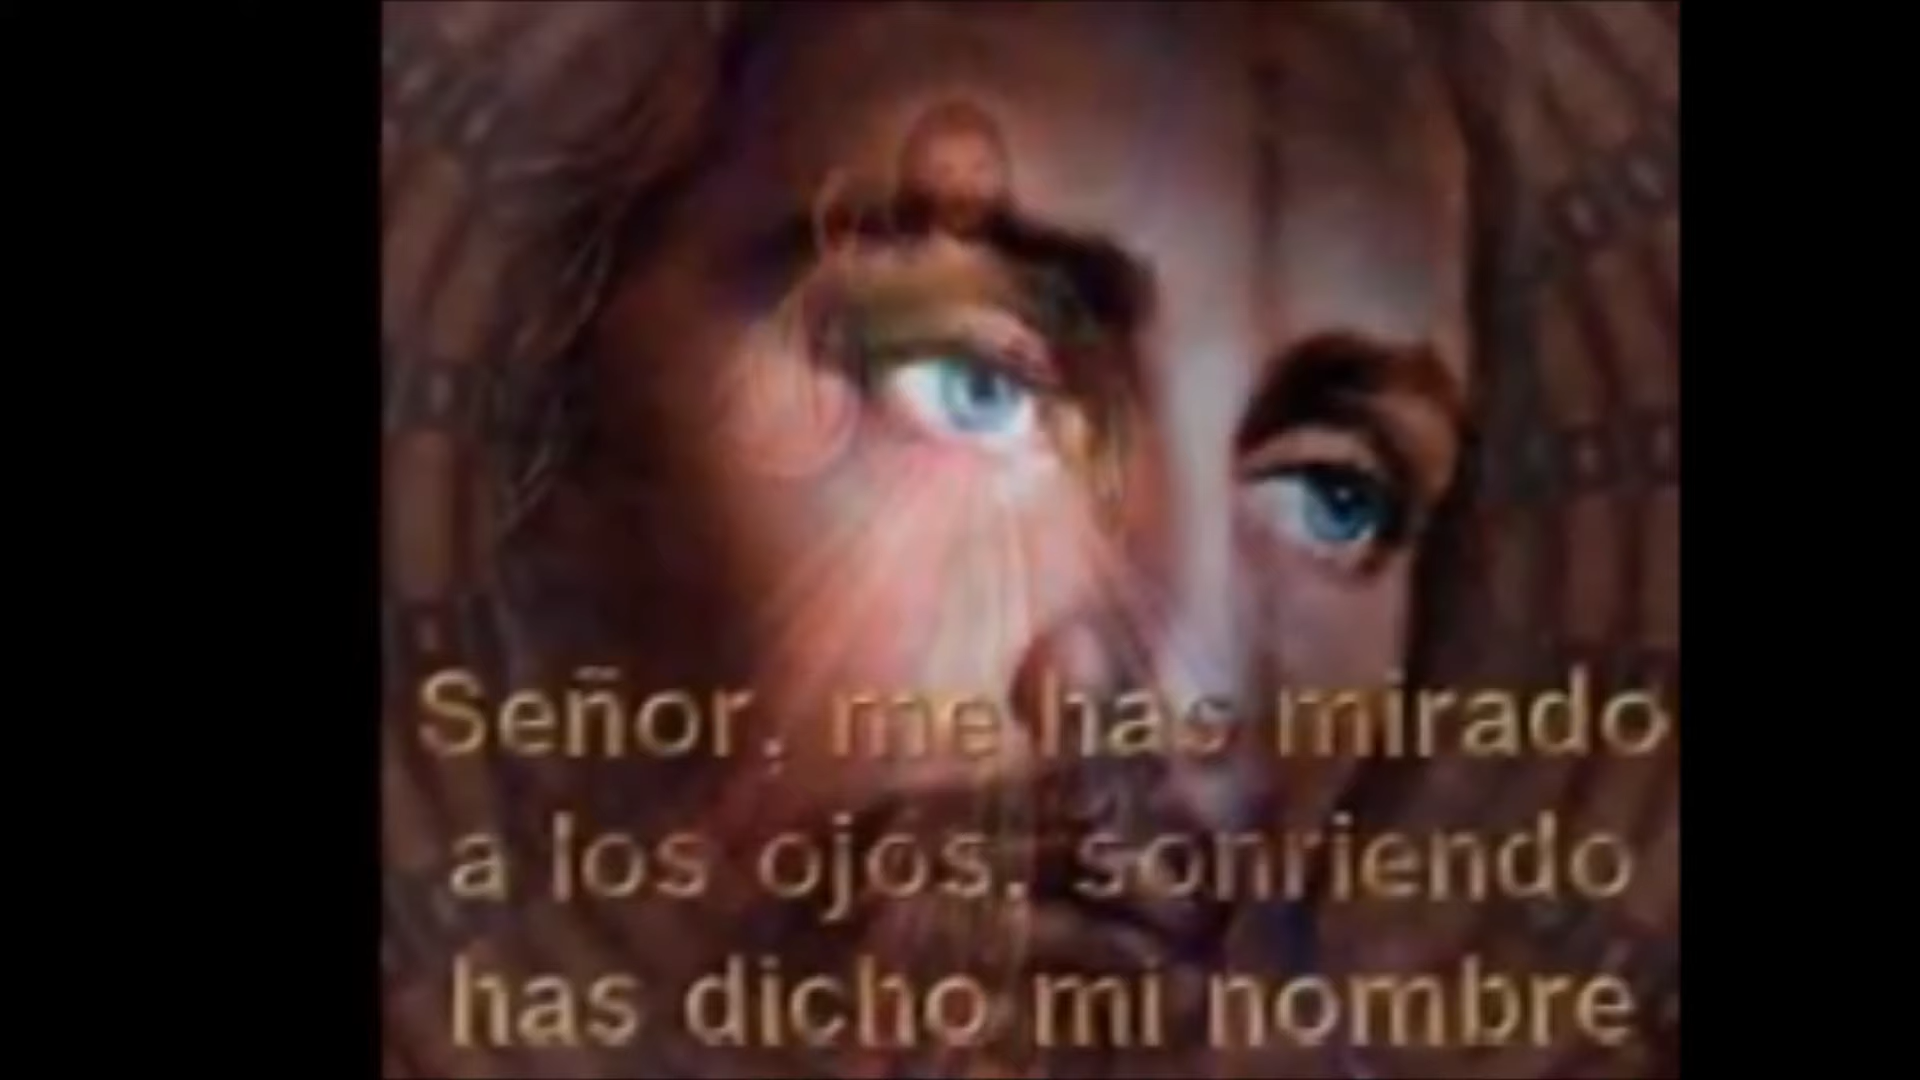 Señor, me has mirado
a los ojos, sonriendo
has dicho mi nombre